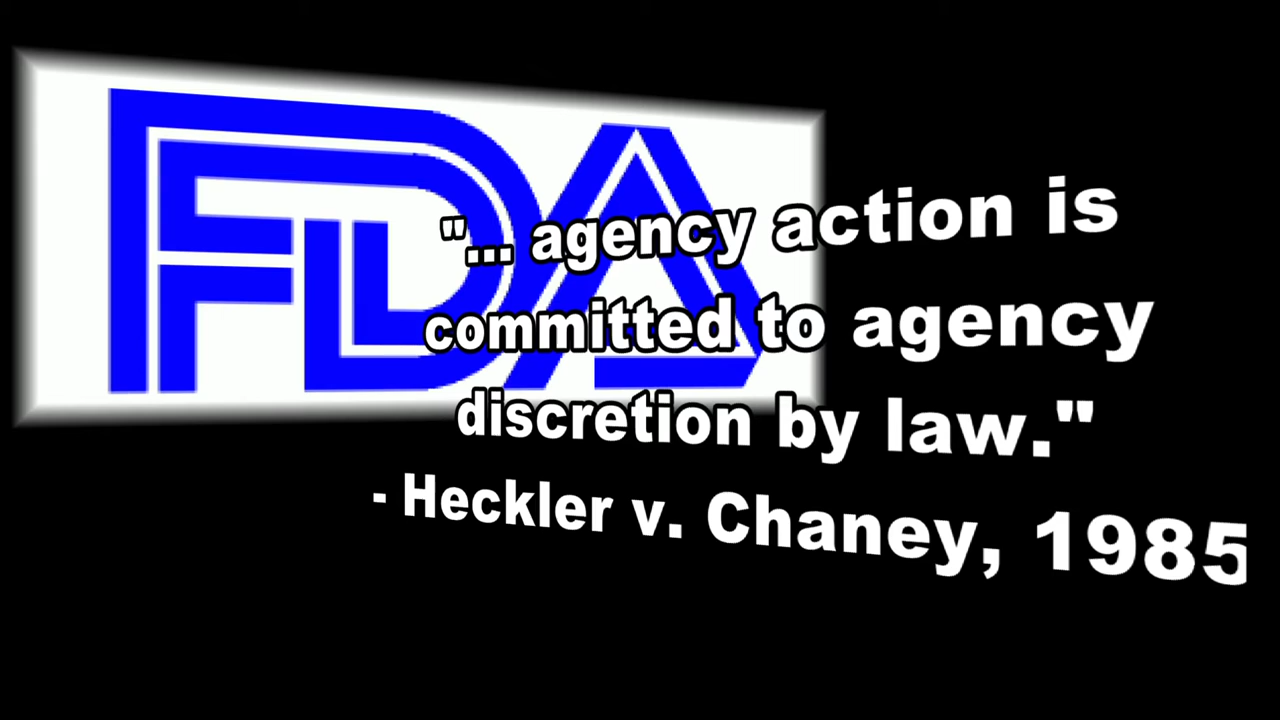 FDA
"... agency action is
committed to agency
discretion by law."
- Heckler v. Chaney, 1985